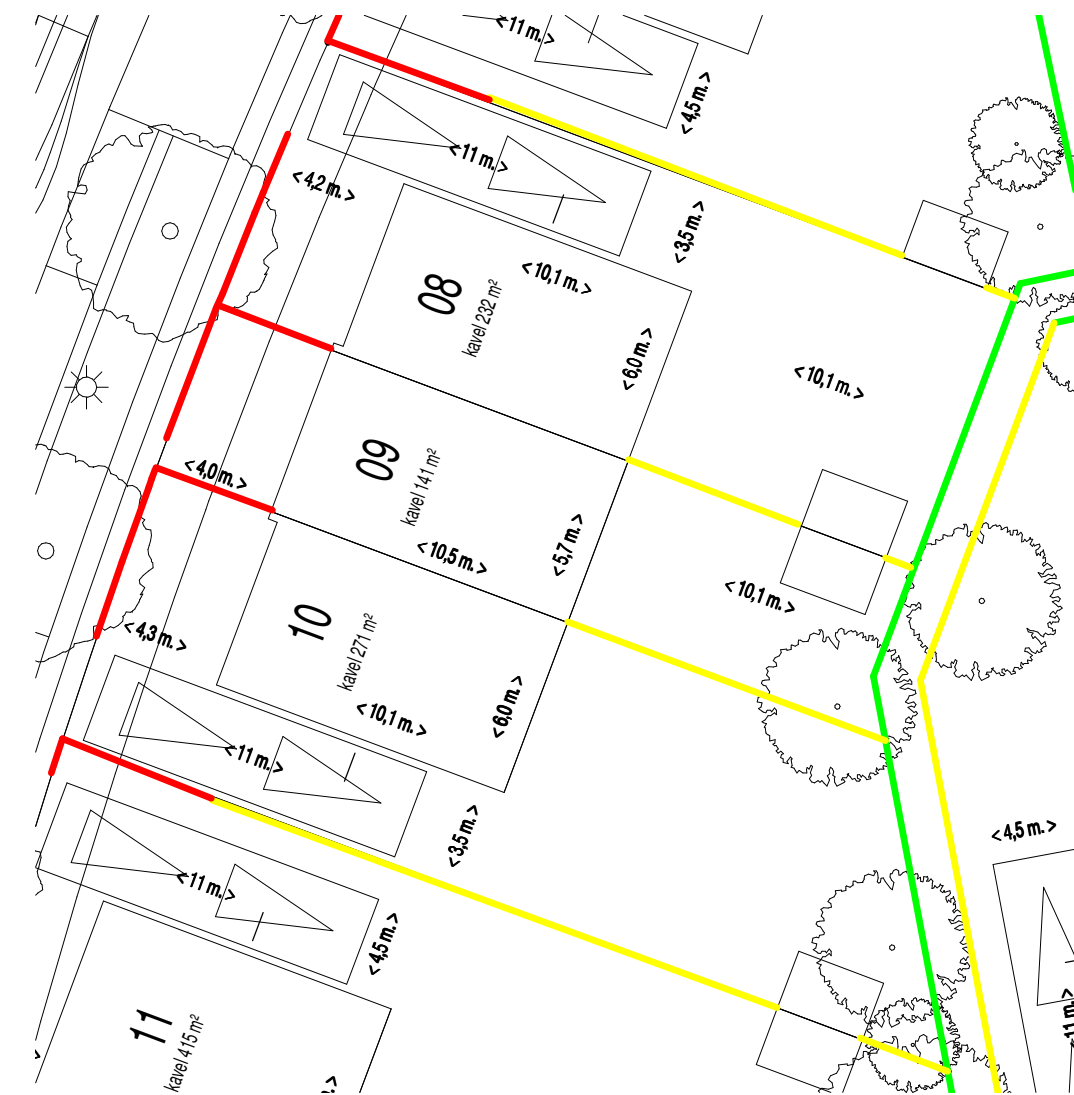 < 11 m. >
< 4,5 m. >
< 11 m. >
< 4,2 m. >
< 3,5 m. >
08
kavel 232 m²
< 10,1 m. >
< 6,0 m. >
< 10,1 m. >
09
kavel 141 m²
< 4,0 m. >
< 10,5 m. >
< 5,7 m. >
< 10,1 m. >
10
kavel 271 m²
< 4,3 m. >
< 10,1 m. >
< 6,0 m. >
< 11 m. >
< 3,5 m. >
< 4,5 m. >
< 11 m. >
< 4,5 m. >
11
kavel 415 m²
< 11 m. >